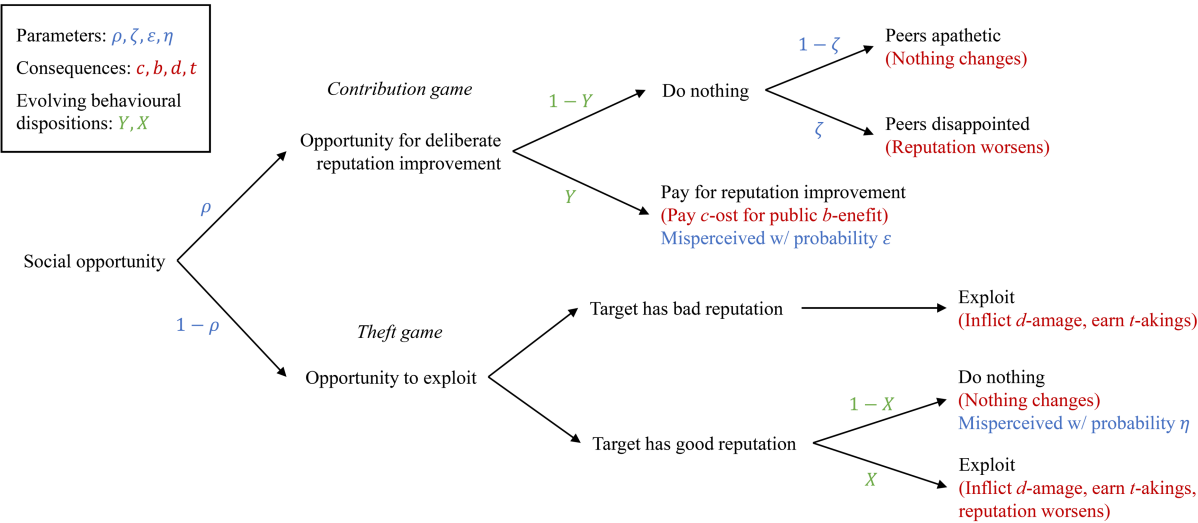 Parameters: ρ, ζ, ε, η
Consequences: c, b, d, t
Evolving behavioural
dispositions: Y, X
Contribution game
Opportunity for deliberate
reputation improvement
1 − Y
Do nothing
1 − ζ
Peers apathetic
(Nothing changes)
ζ
Peers disappointed
(Reputation worsens)
Y
Pay for reputation improvement
(Pay c-ost for public b-enefit)
Misperceived w/ probability ε
ρ
Social opportunity
1 − ρ
Theft game
Opportunity to exploit
Target has bad reputation
Exploit
(Inflict d-amage, earn t-akings)
Target has good reputation
1 − X
Do nothing
(Nothing changes)
Misperceived w/ probability η
X
Exploit
(Inflict d-amage, earn t-akings,
reputation worsens)